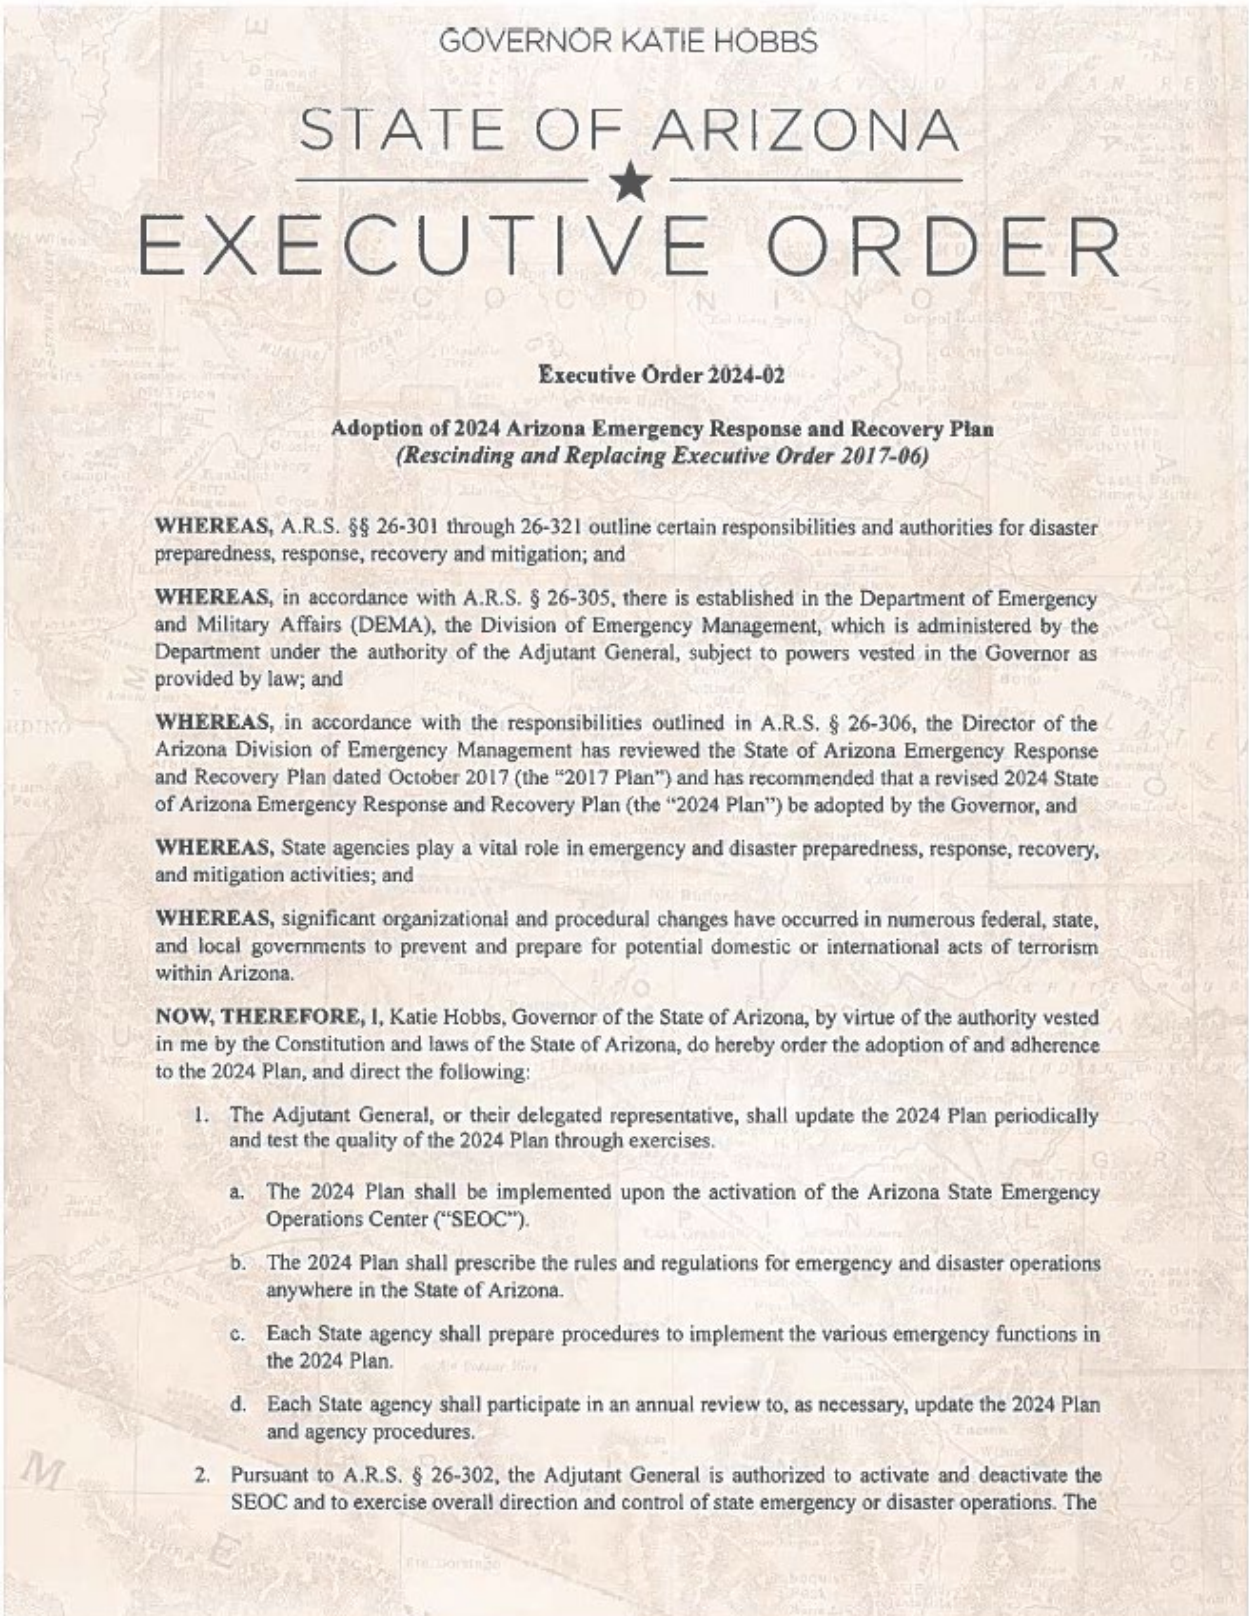 GOVERNOR KATIE HOBBS
STATE OF ARIZONA
EXECUTIVE ORDER
Executive Order 2024-02
Adoption of 2024 Arizona Emergency Response and Recovery Plan
(Rescinding and Replacing Executive Order 2017-06)
WHEREAS, A.R.S. §§ 26-301 through 26-321 outline certain responsibilities and authorities for disaster
preparedness, response, recovery and mitigation; and
WHEREAS, in accordance with A.R.S. § 26-305, there is established in the Department of Emergency
and Military Affairs (DEMA), the Division of Emergency Management, which is administered by the
Department under the authority of the Adjutant General, subject to powers vested in the Governor as
provided by law; and
WHEREAS, in accordance with the responsibilities outlined in A.R.S. § 26-306, the Director of the
Arizona Division of Emergency Management has reviewed the State of Arizona Emergency Response
and Recovery Plan dated October 2017 (the “2017 Plan”) and has recommended that a revised 2024 State
of Arizona Emergency Response and Recovery Plan (the “2024 Plan”) be adopted by the Governor, and
WHEREAS, State agencies play a vital role in emergency and disaster preparedness, response, recovery,
and mitigation activities; and
WHEREAS, significant organizational and procedural changes have occurred in numerous federal, state,
and local governments to prevent and prepare for potential domestic or international acts of terrorism
within Arizona.
NOW, THEREFORE, I, Katie Hobbs, Governor of the State of Arizona, by virtue of the authority vested
in me by the Constitution and laws of the State of Arizona, do hereby order the adoption of and adherence
to the 2024 Plan, and direct the following:
1. The Adjutant General, or their delegated representative, shall update the 2024 Plan periodically
and test the quality of the 2024 Plan through exercises.
a. The 2024 Plan shall be implemented upon the activation of the Arizona State Emergency
Operations Center (“SEOC”).
b. The 2024 Plan shall prescribe the rules and regulations for emergency and disaster operations
anywhere in the State of Arizona.
c. Each State agency shall prepare procedures to implement the various emergency functions in
the 2024 Plan.
d. Each State agency shall participate in an annual review to, as necessary, update the 2024 Plan
and agency procedures.
2. Pursuant to A.R.S. § 26-302, the Adjutant General is authorized to activate and deactivate the
SEOC and to exercise overall direction and control of state emergency or disaster operations. The